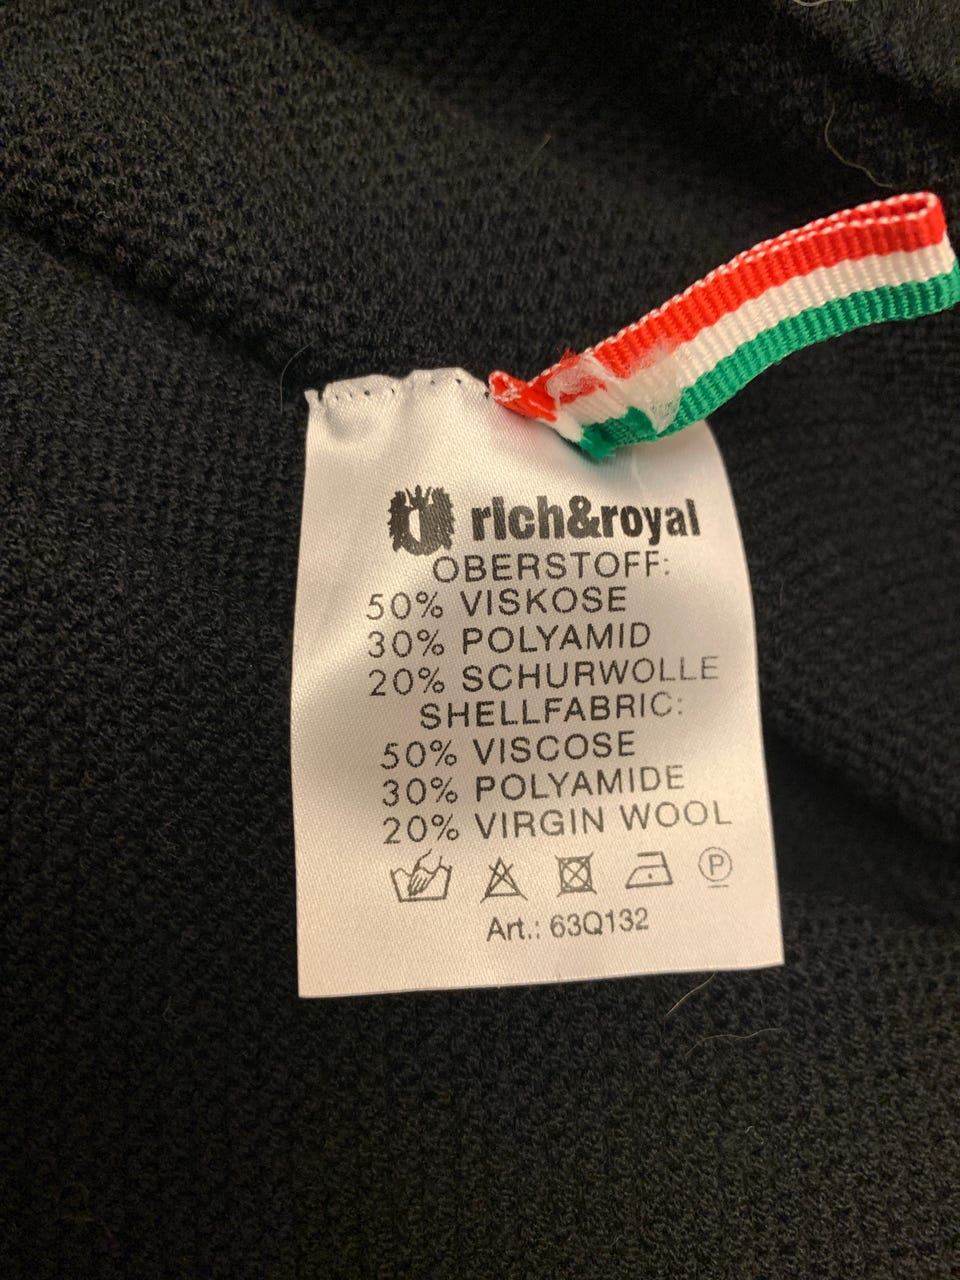 rich&royal
OBERSTOFF:
50% VISKOSE
30% POLYAMID
20% SCHURWOLLE
SHELLFABRIC:
50% VISCOSE
30% POLYAMIDE
20% VIRGIN WOOL
P
Art.: 63Q132